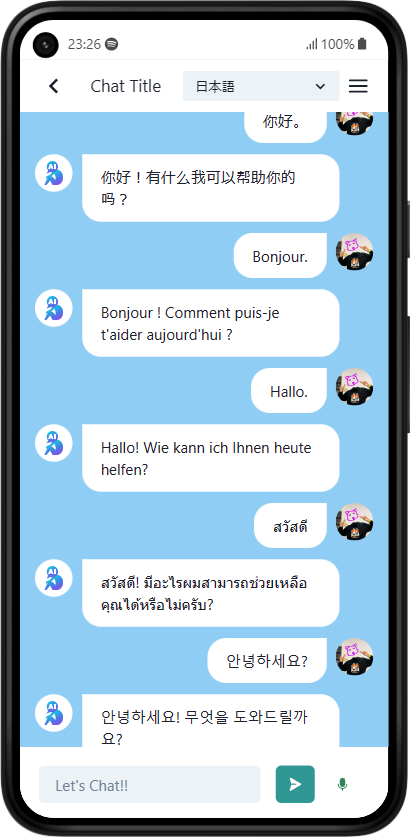 23:26
100%
Chat Title
日本語
你好。
AI
你好！有什么我可以帮助你的
吗？
Bonjour.
AI
Bonjour ! Comment puis-je
t'aider aujourd'hui ?
Hallo.
AI
Hallo! Wie kann ich Ihnen heute
helfen?
สวัสดี
AI
สวัสดี! มีอะไรผมสามารถช่วยเหลือ
คุณได้หรือไม่ครับ?
안녕하세요?
AI
안녕하세요! 무엇을 도와드릴까
요?
Let's Chat!!